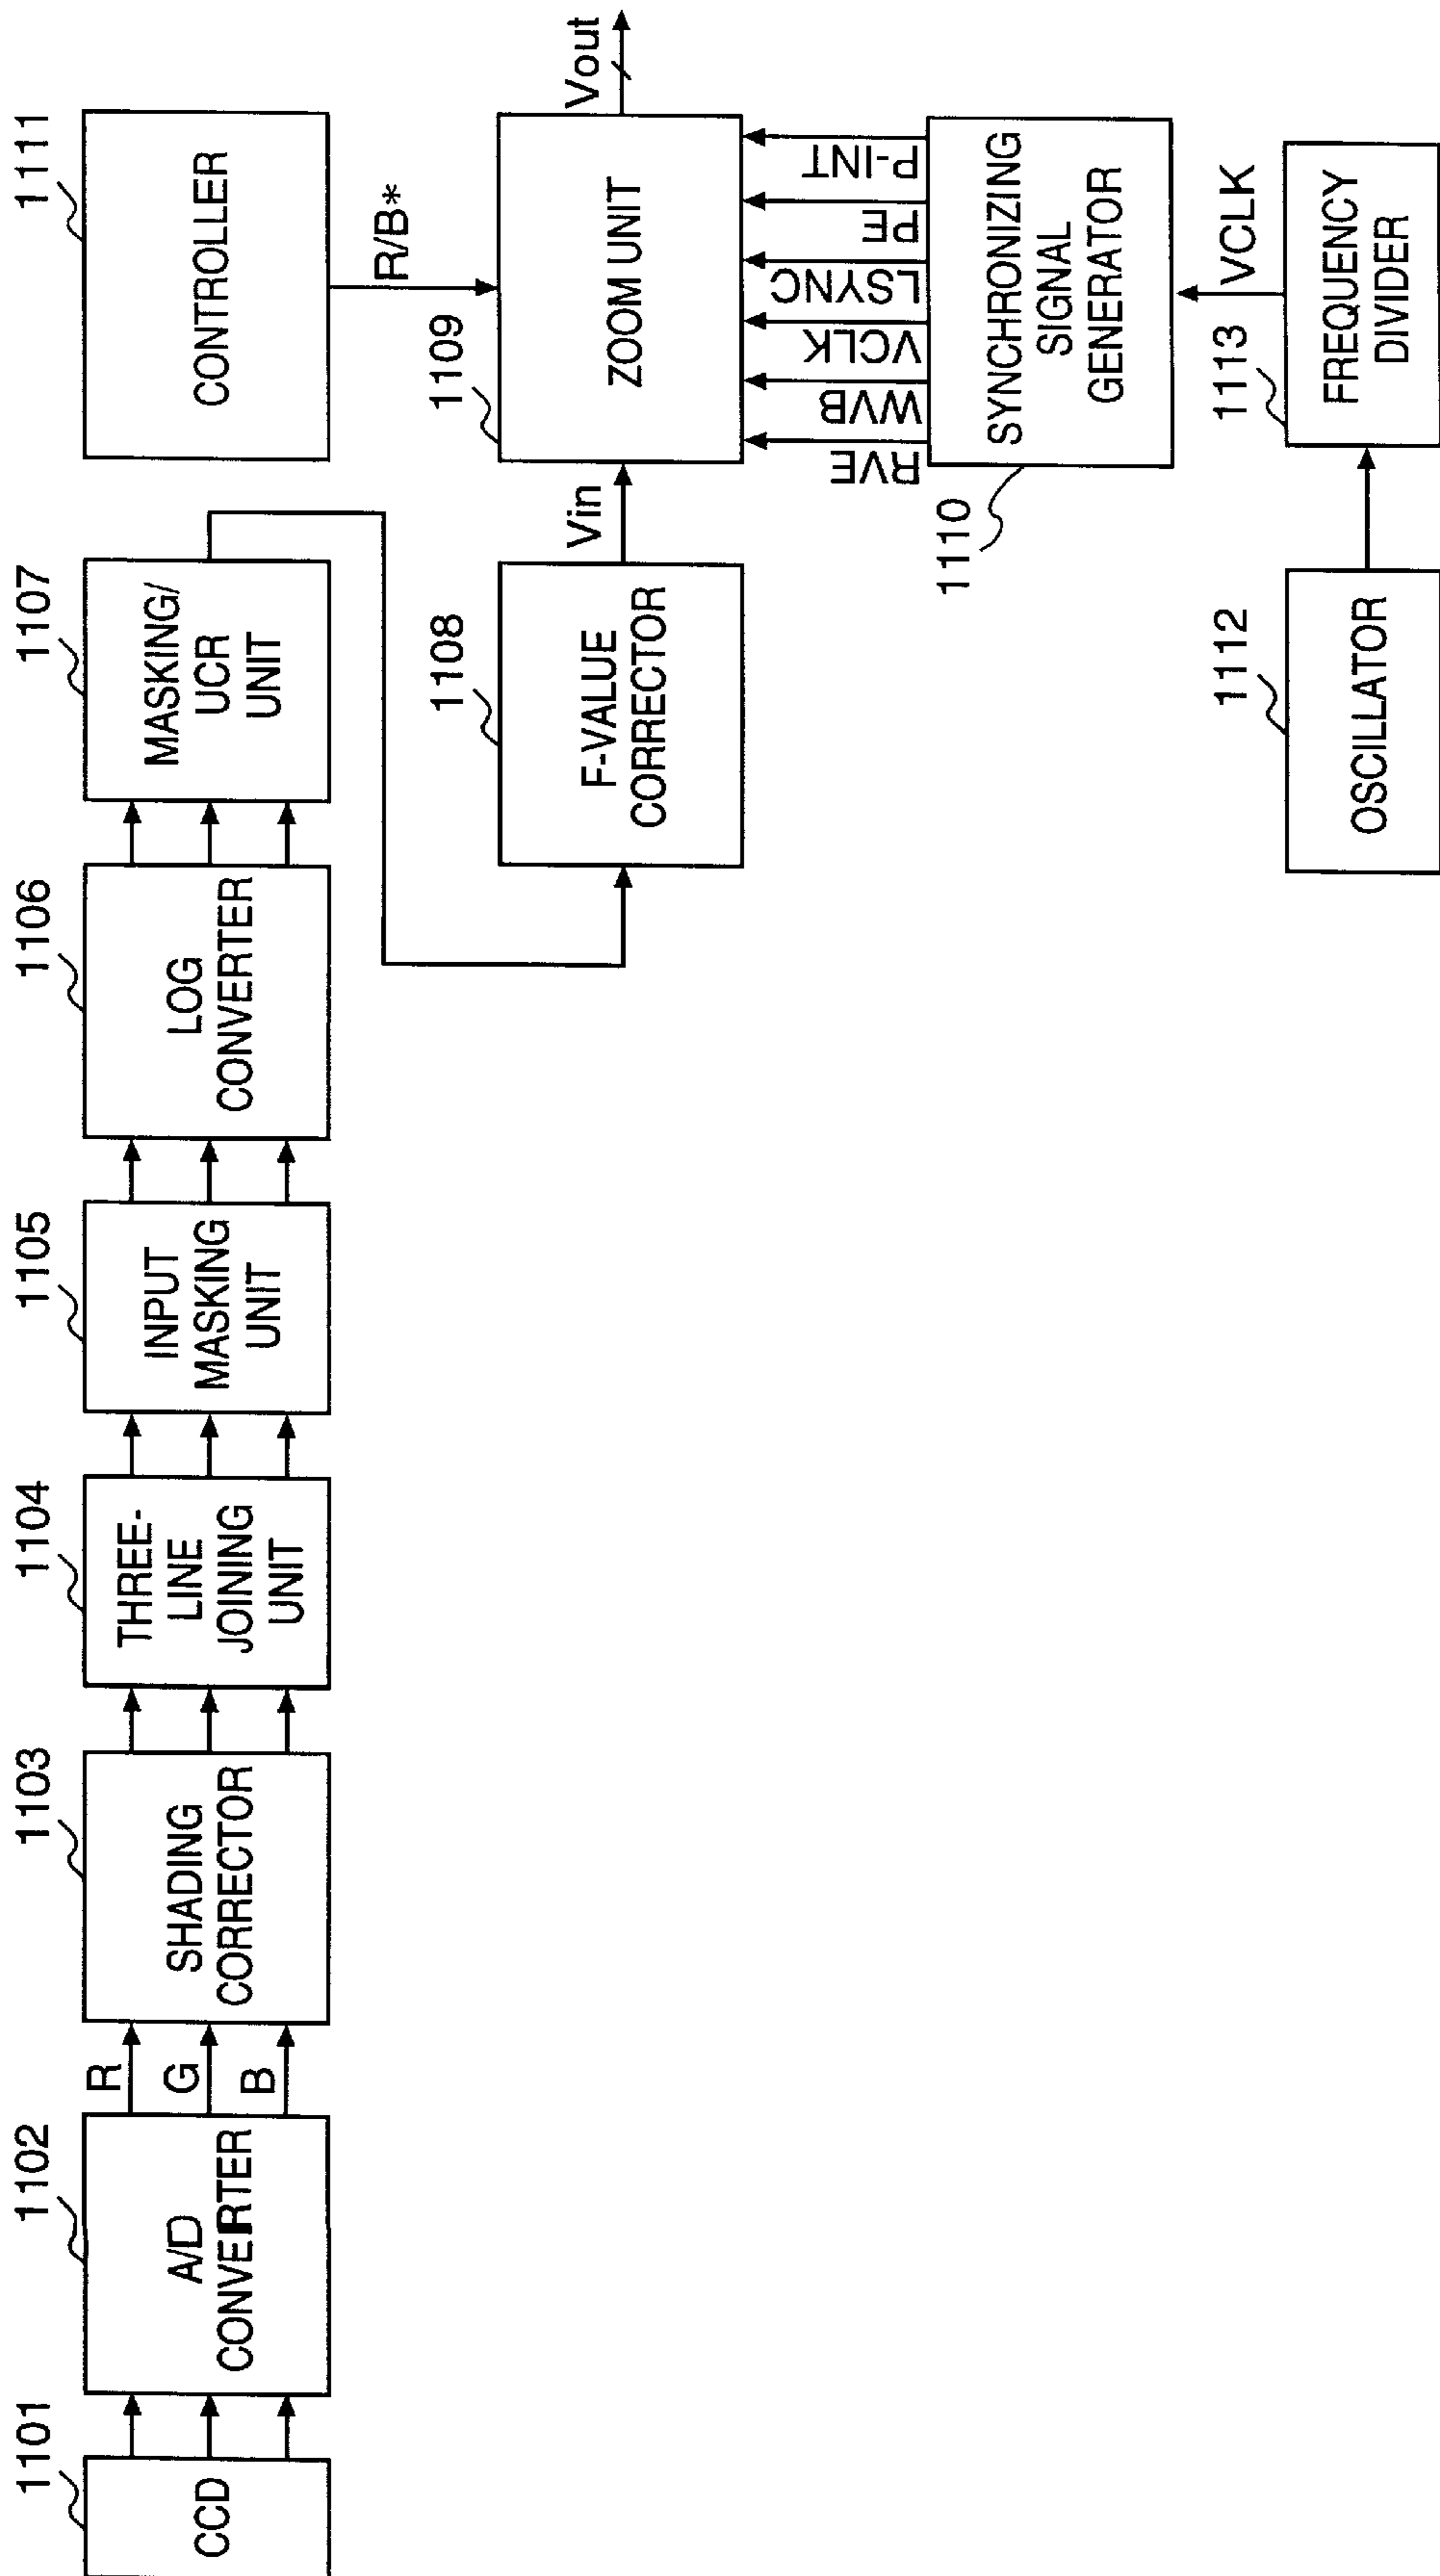 1101
CCD
1102
A/D
CONVERTER
R
G
B
1103
SHADING
CORRECTOR
1104
THREE-
LINE
JOINING
UNIT
1105
INPUT
MASKING
UNIT
1106
LOG
CONVERTER
1107
MASKING/
UCR
UNIT
1111
CONTROLLER
R/B*
1108
F-VALUE
CORRECTOR
Vin
1109
ZOOM UNIT
Vout
RVE
WVB
VCLK
LSYNC
PE
P-INT
1110
SYNCHRONIZING
SIGNAL
GENERATOR
VCLK
1112
OSCILLATOR
1113
FREQUENCY
DIVIDER